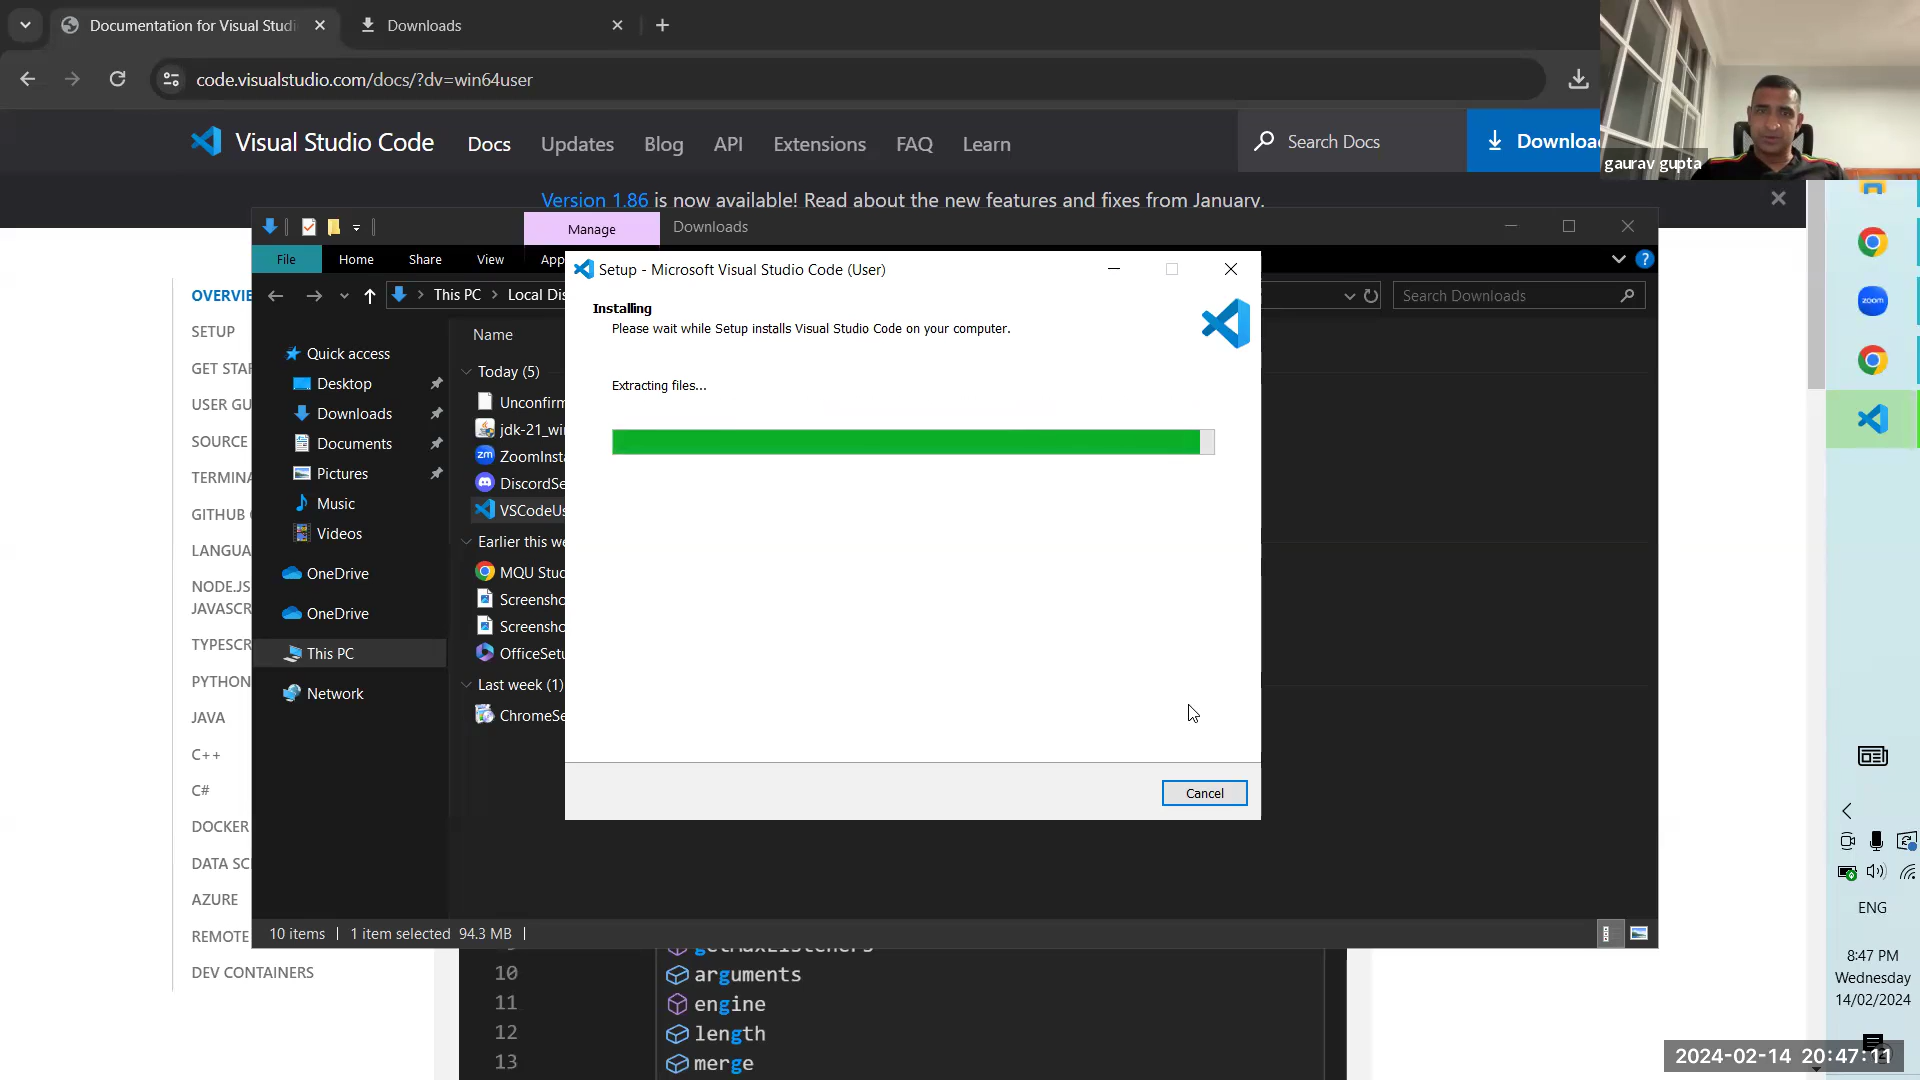 Documentation for Visual Studi
Downloads
code.visualstudio.com/docs/?dv=win64user
gaurav gupta
Visual Studio Code
Docs
Updates
Blog
API
Extensions
FAQ
Learn
Search Docs
Downloa
Version 1.86 is now available! Read about the new features and fixes from January.
Manage
Downloads
File
Home
Share
View
App
This PC
Local Dis
Search Downloads
OVERVIE
SETUP
GET STAR
USER GU
SOURCE
TERMINA
GITHUB
LANGUA
NODE.JS
JAVASCR
TYPESCR
PYTHON
JAVA
C++
C#
DOCKER
DATA SC
AZURE
REMOTE
DEV CONTAINERS
Quick access
Desktop
Downloads
Documents
Pictures
Music
Videos
OneDrive
OneDrive
This PC
Network
Name
Today (5)
Unconfirm
jdk-21_wi
ZoomInsta
DiscordSe
VSCodeUs
Earlier this we
MQU Stud
Screensho
Screensho
OfficeSetu
Last week (1)
ChromeSe
Setup - Microsoft Visual Studio Code (User)
Installing
Please wait while Setup installs Visual Studio Code on your computer.
Extracting files...
Cancel
10 items
1 item selected 94.3 MB
getMaxListeners
10
arguments
11
engine
12
length
13
merge
zoom
ENG
8:47 PM
Wednesday
14/02/2024
2024-02-14 20:47:11